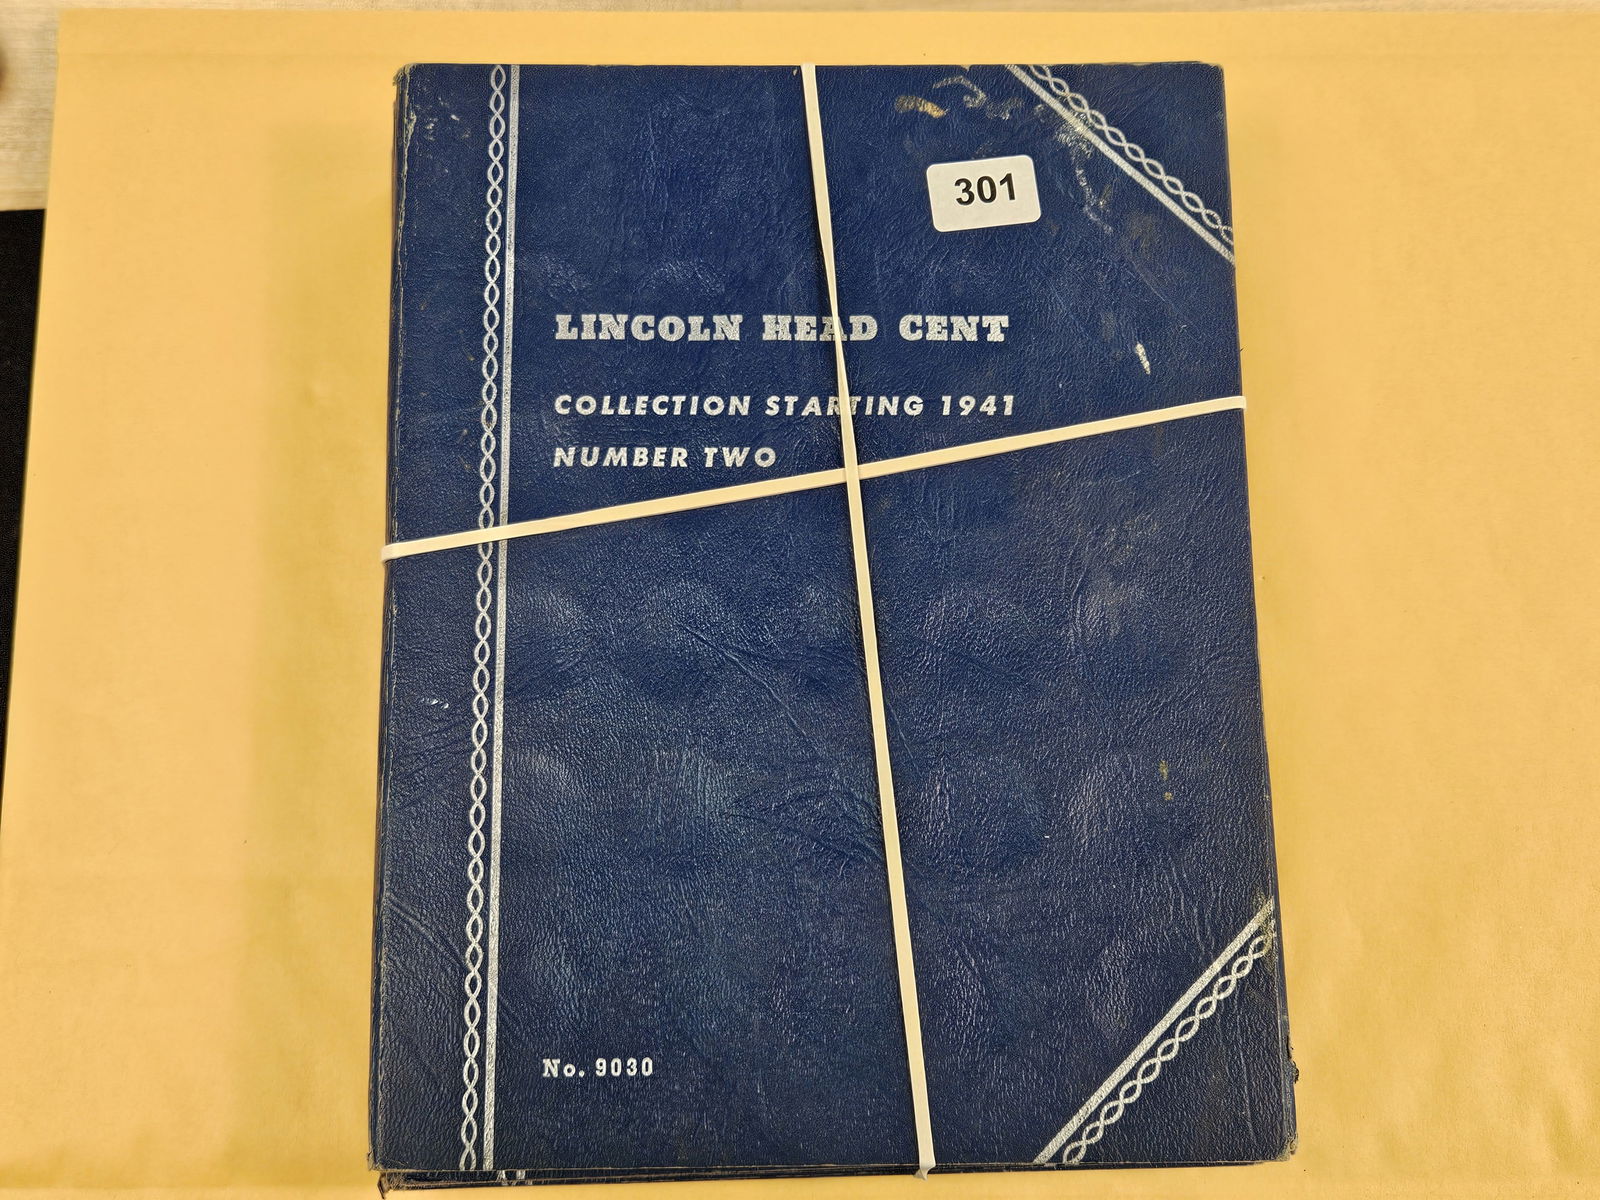 301
LINCOLN HEAD CENT
COLLECTION STARTING 1941
NUMBER TWO
No. 9030